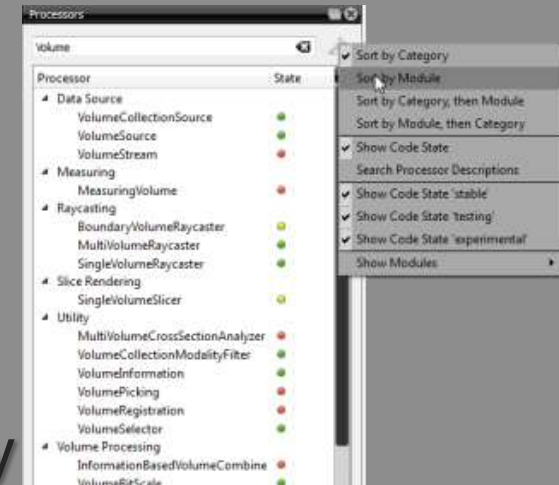 Processors
Volume
Processor State
Data Source
VolumeCollectionSource
VolumeSource
VolumeStream
Measuring
MeasuringVolume
Raycasting
BoundaryVolumeRaycaster
MultiVolumeRaycaster
SingleVolumeRaycaster
Slice Rendering
SingleVolumeSlicer
Utility
MultiVolumeCrossSectionAnalyzer
VolumeCollectionModalityFilter
VolumeInformation
VolumePicking
VolumeRegistration
VolumeSelector
Volume Processing
InformationBasedVolumeCombine
VolumeBitScale
Sort by Category
Sort by Module
Sort by Category, then Module
Sort by Module, then Category
Show Code State
Search Processor Descriptions
Show Code State 'stable'
Show Code State 'testing'
Show Code State 'experimental'
Show Modules